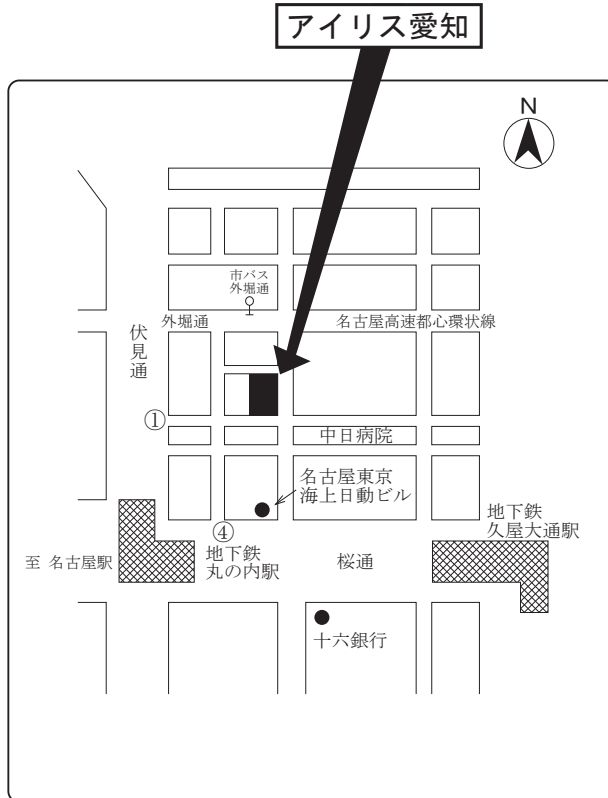 アイリス愛知
N
市バス
外堀通
外堀通
名古屋高速都心環状線
伏見通
①
中日病院
名古屋東京
海上日動ビル
④
地下鉄
丸の内駅
地下鉄
久屋大通駅
至 名古屋駅
桜通
十六銀行